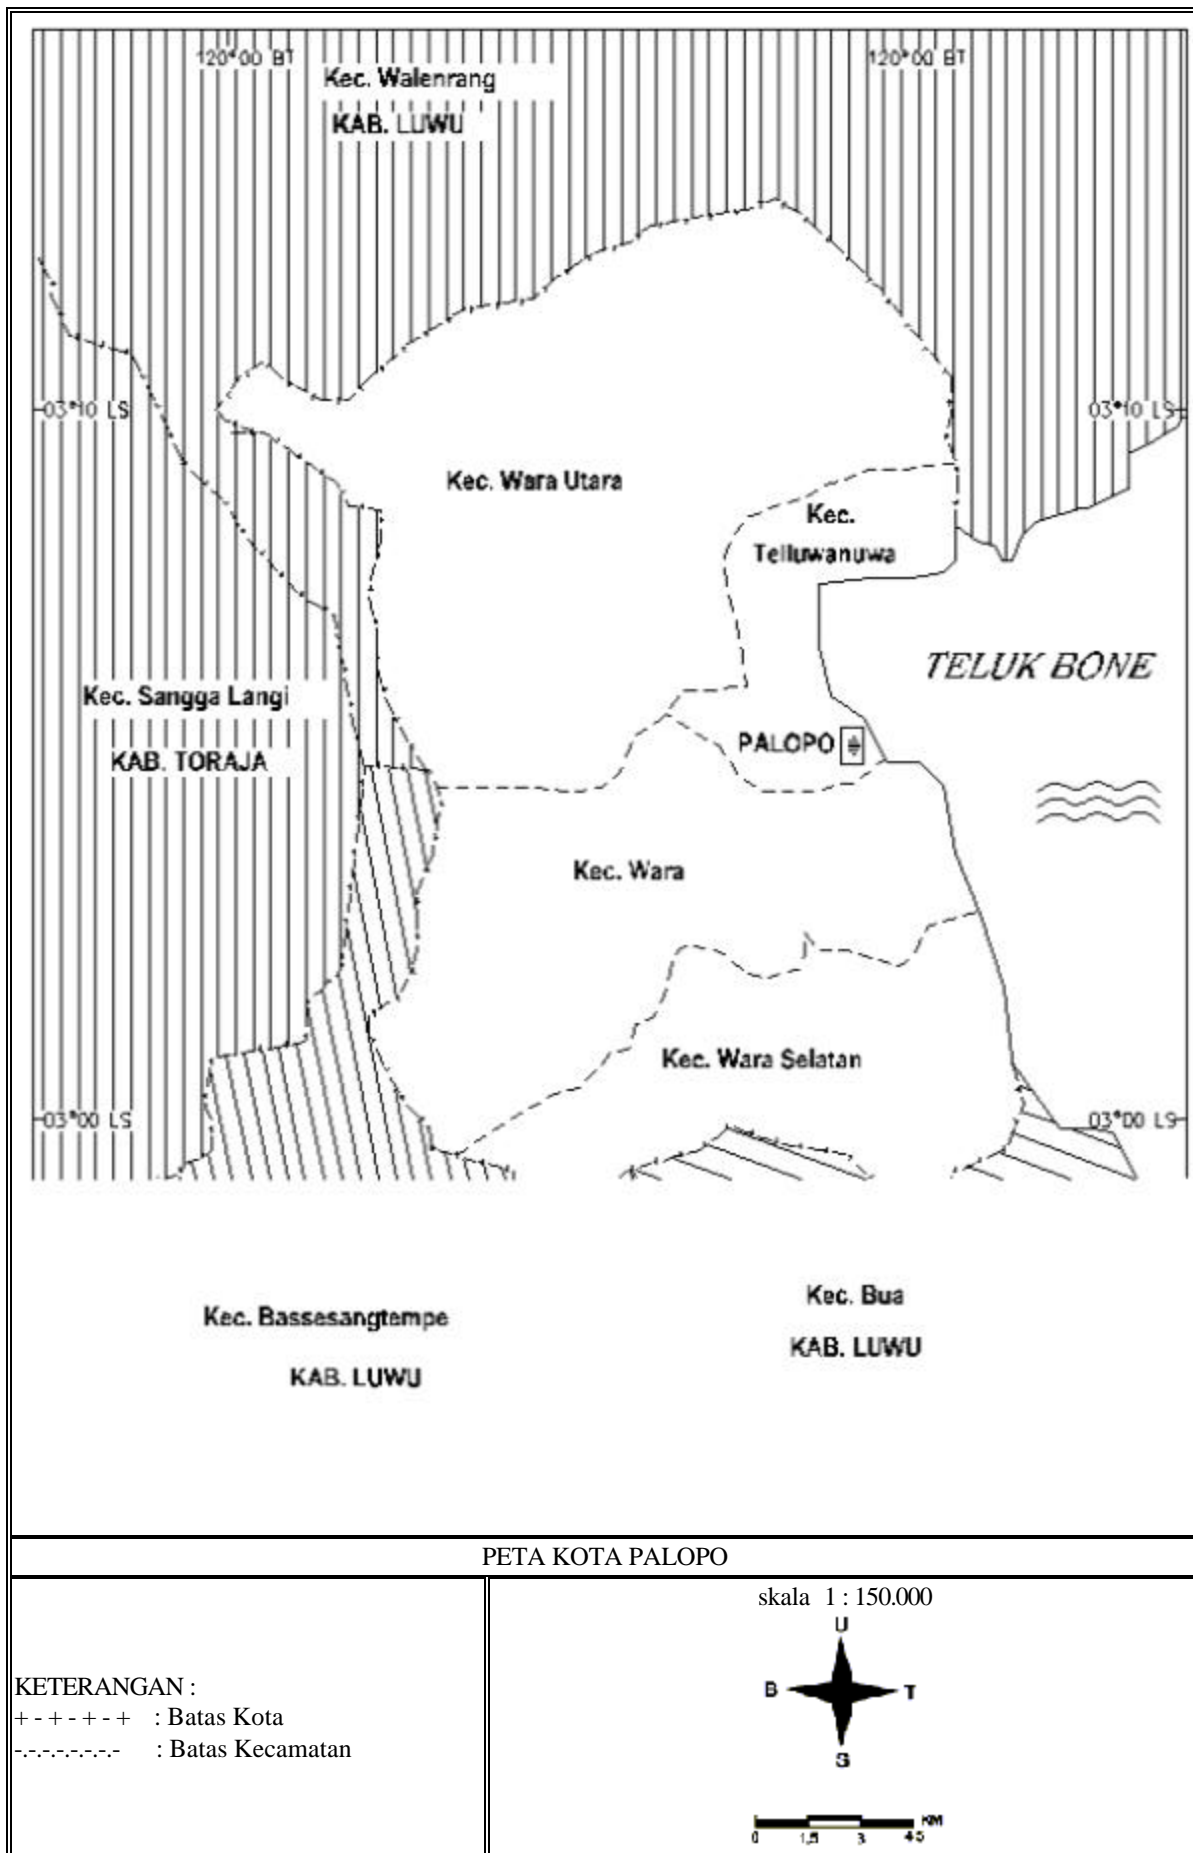 120°00 BT
120°00 BT
Kec. Walenrang
KAB. LUWU
03°10 LS
03°10 LS
Kec. Wara Utara
Kec.
Telluwanuwa
TELUK BONE
Kec. Sangga Langi
PALOPO
KAB. TORAJA
Kec. Wara
Kec. Wara Selatan
03°00 LS
03°00 LS
Kec. Bua
Kec. Bassesangtempe
KAB. LUWU
KAB. LUWU
PETA KOTA PALOPO
skala 1 : 150.000
U
B
T
S
KETERANGAN :
+ - + - + - + : Batas Kota
-.-.-.-.-.-.-.- : Batas Kecamatan
KM
0 1,5 3 4,5